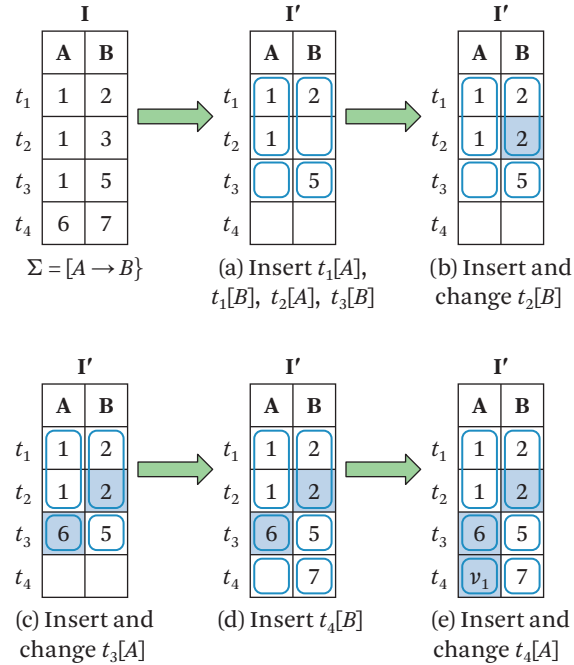 I I′ I′
A B A B A B
t1 1 2 t1 1 2 t1 1 2
t2 1 3 t2 1 t2 1 2
t3 1 5 t3 5 t3 5
t4 6 7 t4 t4
Σ = [A → B} (a) Insert t1[A], (b) Insert and
t1[B], t2[A], t3[B] change t2[B]
I′ I′ I′
A B A B A B
t1 1 2 t1 1 2 t1 1 2
t2 1 2 t2 1 2 t2 1 2
t3 6 5 t3 6 5 t3 6 5
t4 t4 7 t4 v1 7
(c) Insert and (d) Insert t4[B] (e) Insert and
change t3[A] change t4[A]